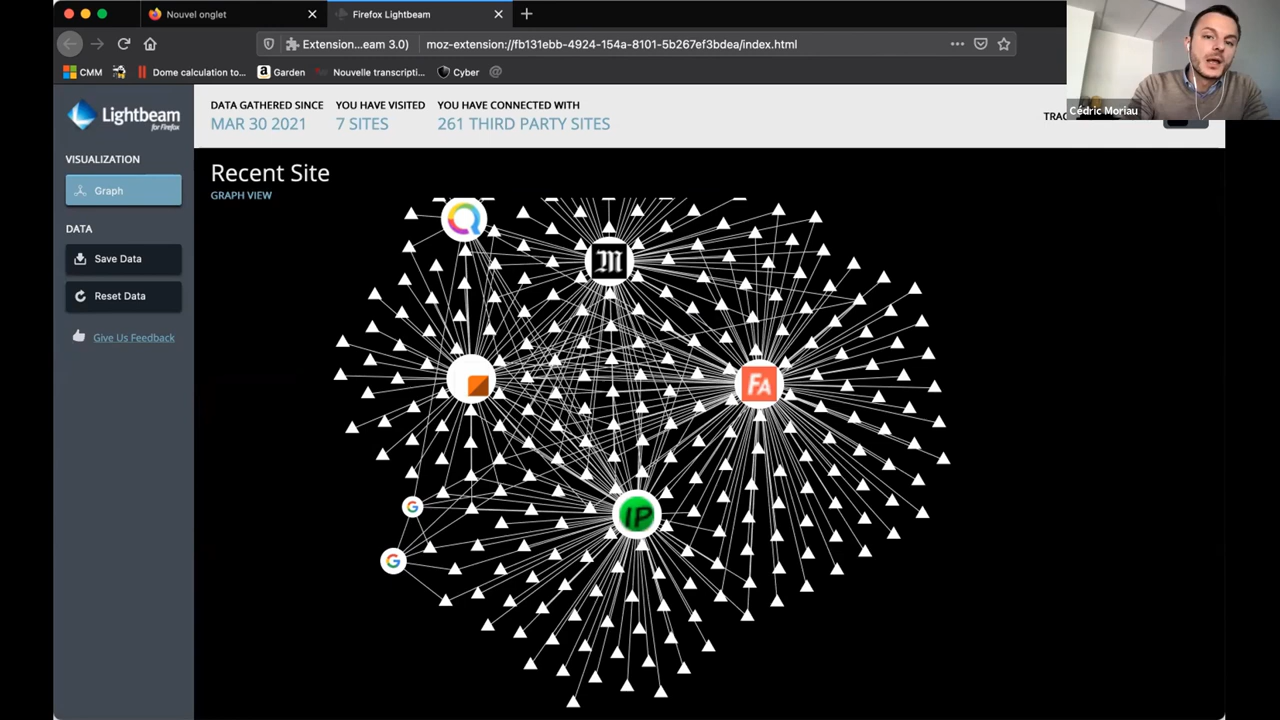 Nouvel onglet
Firefox Lightbeam
Extension...eam 3.0)
moz-extension://fb131ebb-4924-154a-8101-5b267ef3bdea/index.html
CMM
Dome calculation to...
a Garden
Nouvelle transcripti...
Cyber
@
Cédric Moriau
Lightbeam
for Firefox
DATA GATHERED SINCE
MAR 30 2021
YOU HAVE VISITED
7 SITES
YOU HAVE CONNECTED WITH
261 THIRD PARTY SITES
TRAC
VISUALIZATION
Graph
DATA
Save Data
Reset Data
Give Us Feedback
Recent Site
GRAPH VIEW
M
FA
IP
G
G